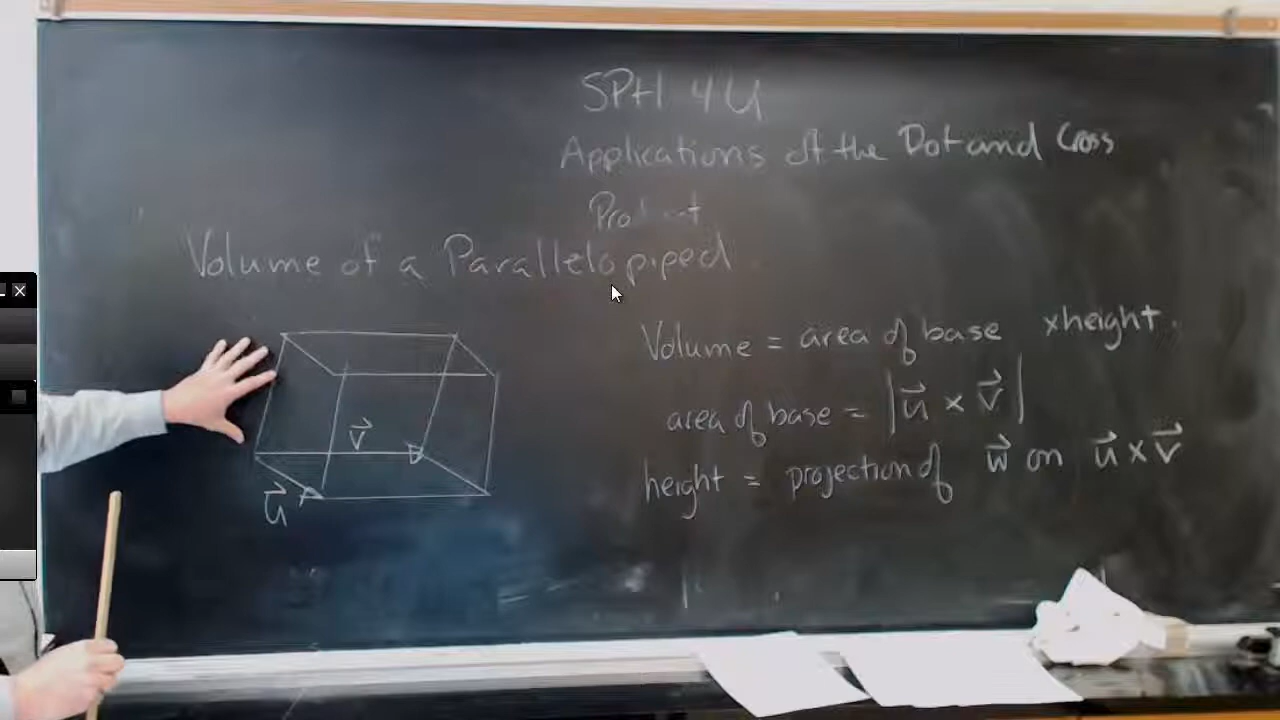 SPH 4U
Applications of the Dot and Cross
Volume of a Parallelopiped
Volume = area of base x height.
area of base = |u⃗ × v⃗|
height = projection of w⃗ on u⃗ × v⃗
v⃗
u⃗